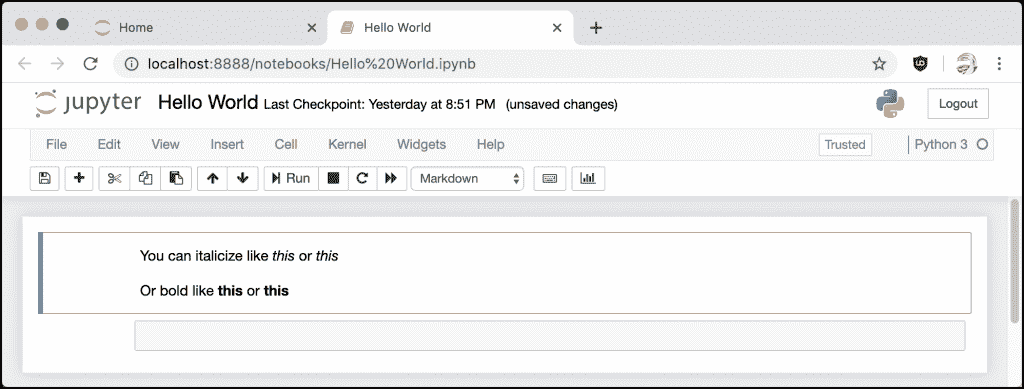 Home
Hello World
localhost:8888/notebooks/Hello%20World.ipynb
jupyter Hello World Last Checkpoint: Yesterday at 8:51 PM (unsaved changes)
Logout
File Edit View Insert Cell Kernel Widgets Help
Trusted
Python 3
Run
Markdown
You can italicize like this or this
Or bold like this or this